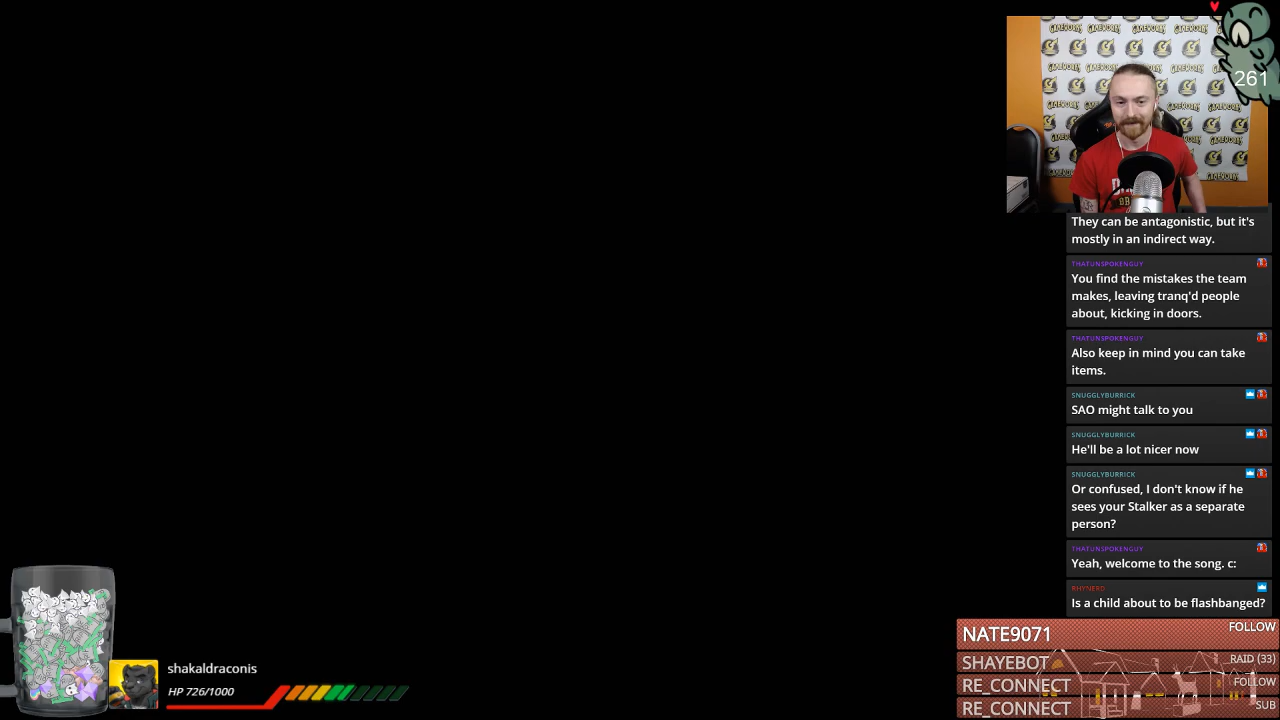 261
They can be antagonistic, but it's
mostly in an indirect way.
THATUNSPOKENGUY
You find the mistakes the team
makes, leaving tranq'd people
about, kicking in doors.
THATUNSPOKENGUY
Also keep in mind you can take
items.
SNUGGLYBURRICK
SAO might talk to you
SNUGGLYBURRICK
He'll be a lot nicer now
SNUGGLYBURRICK
Or confused, I don't know if he
sees your Stalker as a separate
person?
THATUNSPOKENGUY
Yeah, welcome to the song. c:
RHYNERD
Is a child about to be flashbanged?
NATE9071 FOLLOW
SHAYEBOT RAID (33)
RE_CONNECT FOLLOW
RE_CONNECT SUB
shakaldraconis
HP 726/1000